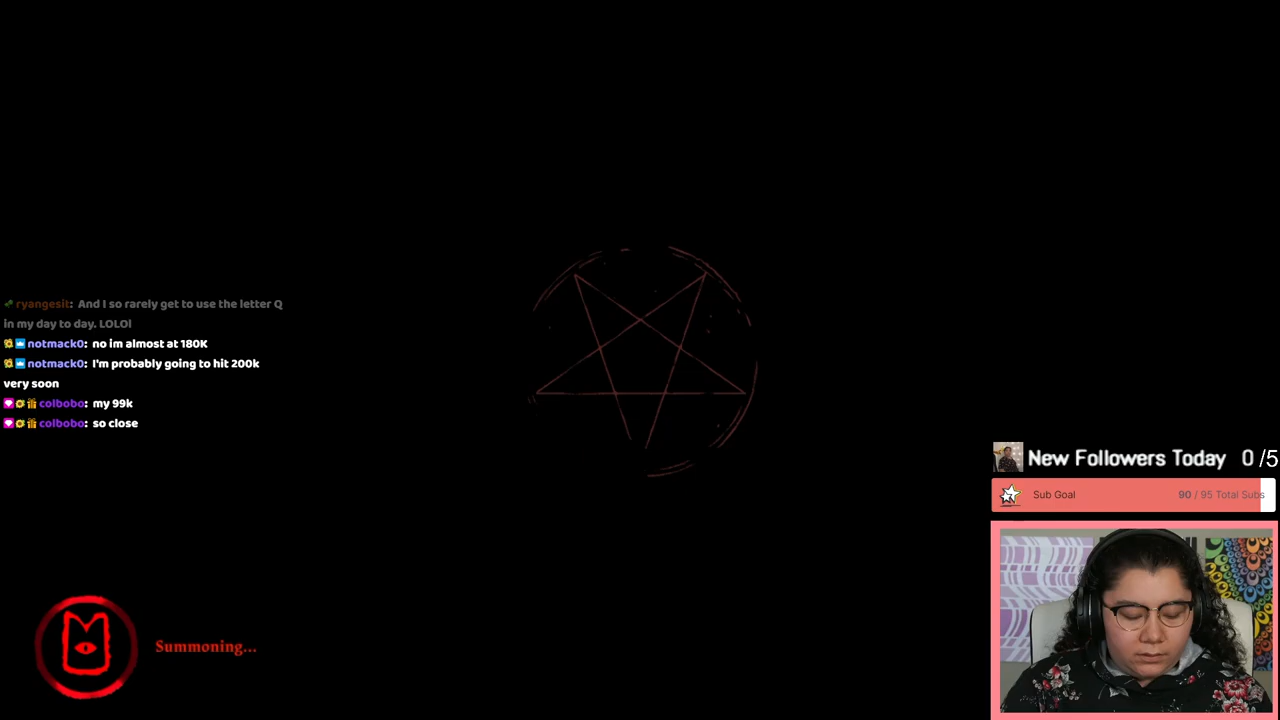 ryangesit: And I so rarely get to use the letter Q
in my day to day. LOLOl
notmack0: no im almost at 180K
notmack0: I'm probably going to hit 200k
very soon
colbobo: my 99k
colbobo: so close
New Followers Today 0 /5
Sub Goal 90 / 95 Total Subs
Summoning...